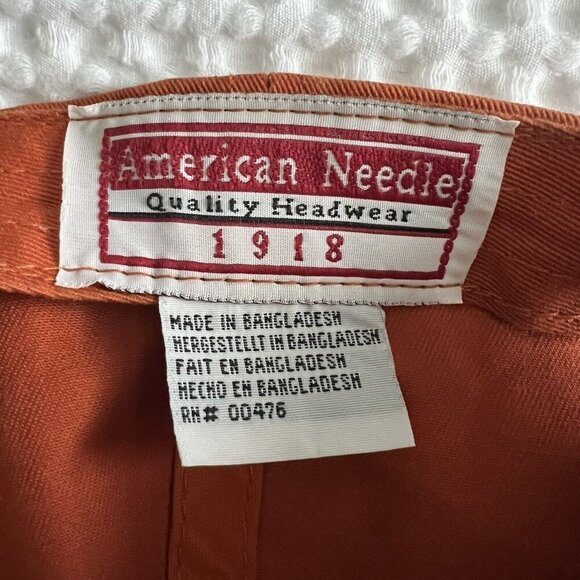 American Needle
Quality Headwear
1918
MADE IN BANGLADESH
HERGESTELLT IN BANGLADESH
FAIT EN BANGLADESH
HECHO EN BANGLADESH
RN# 00476